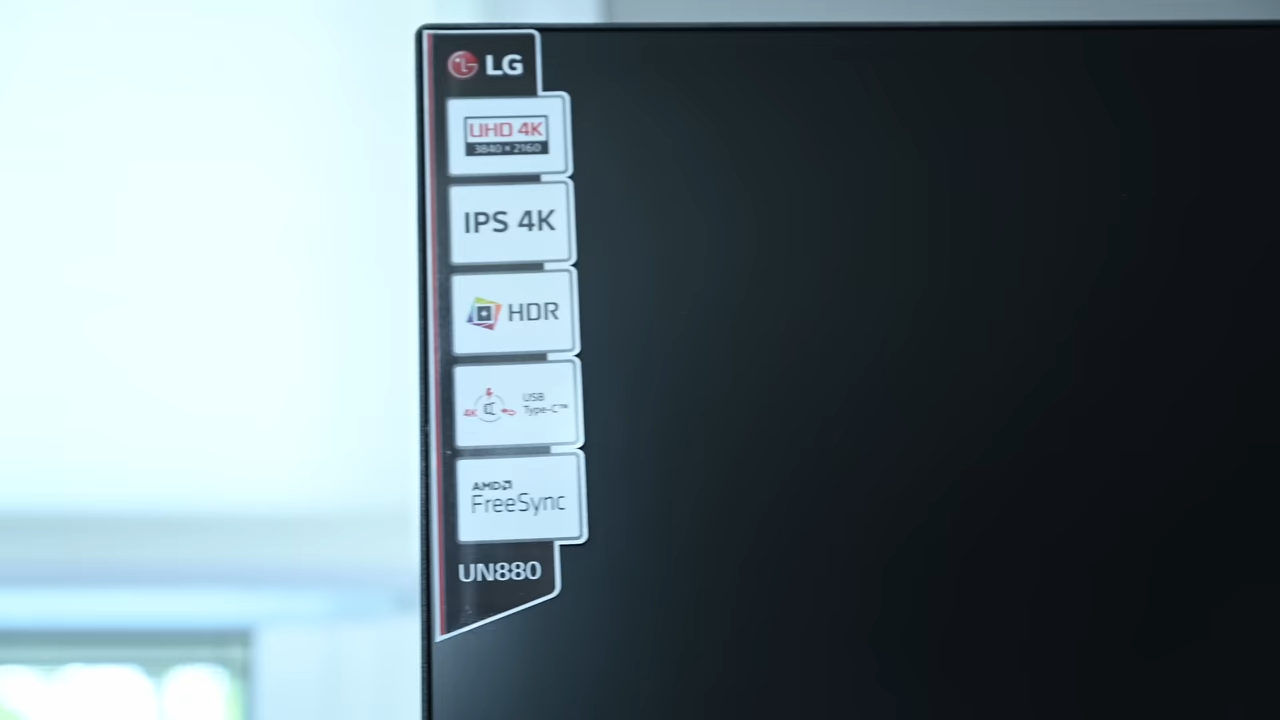 LG
UHD 4K
3840 × 2160
IPS 4K
HDR
4K
USB
Type-C™
AMD
FreeSync
UN880